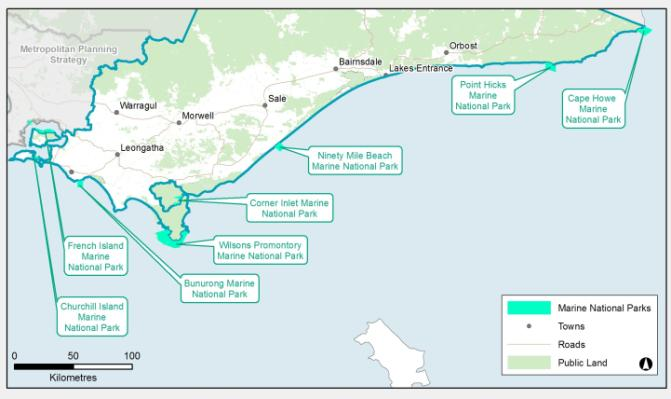 Metropolitan Planning
Strategy
Orbost
Bairnsdale
Lakes Entrance
Point Hicks
Marine
National Park
Cape Howe
Marine
National Park
Warragul
Sale
Morwell
Leongatha
Ninety Mile Beach
Marine National Park
Corner Inlet Marine
National Park
French Island
Marine
National Park
Wilsons Promontory
Marine National Park
Bunurong Marine
National Park
Churchill Island
Marine
National Park
Marine National Parks
Towns
Roads
Public Land
0 50 100
Kilometres